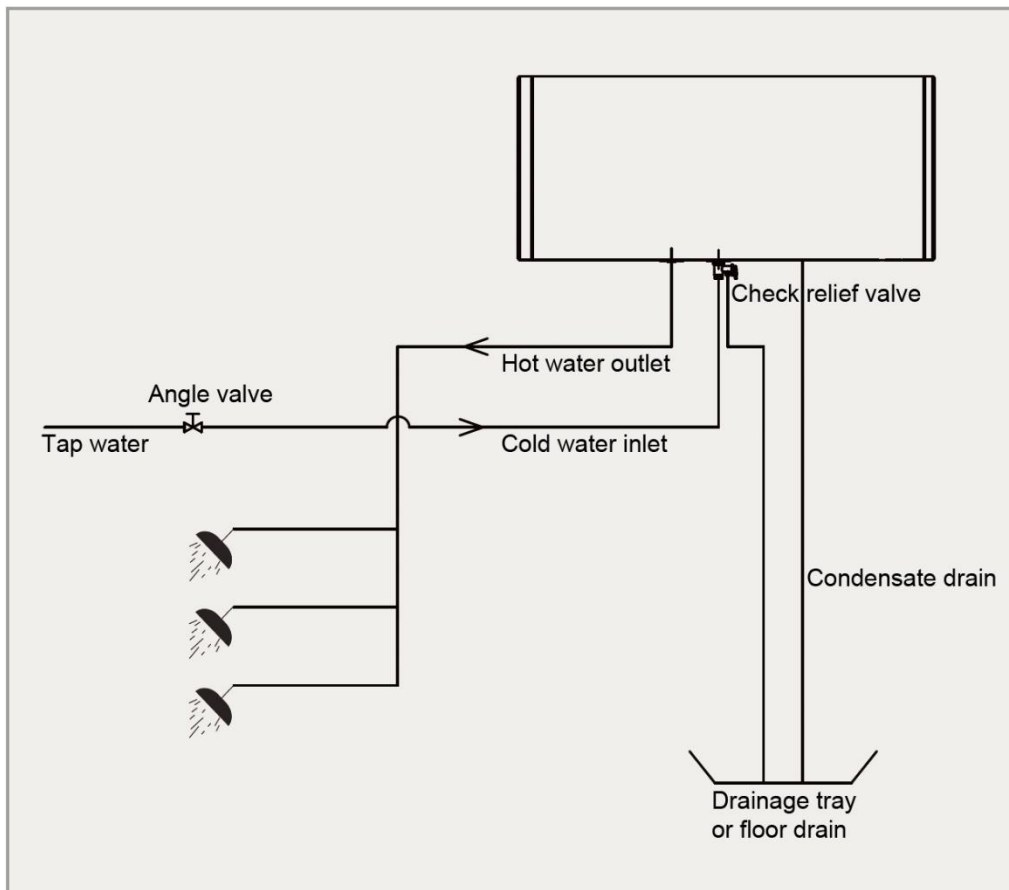 Check relief valve
Hot water outlet
Angle valve
Tap water
Cold water inlet
Condensate drain
Drainage tray
or floor drain